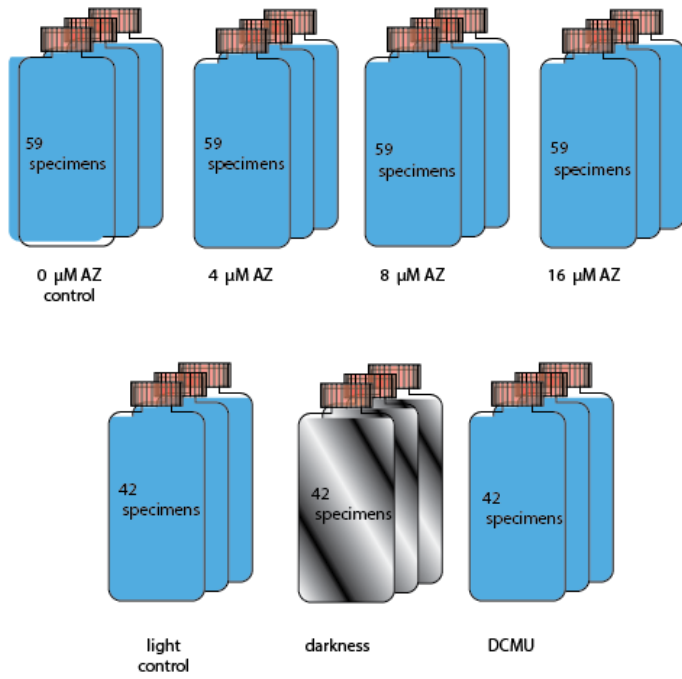 59
specimens
59
specimens
59
specimens
59
specimens
0 μM AZ
control
4 μM AZ
8 μM AZ
16 μM AZ
42
specimens
42
specimens
42
specimens
light
control
darkness
DCMU